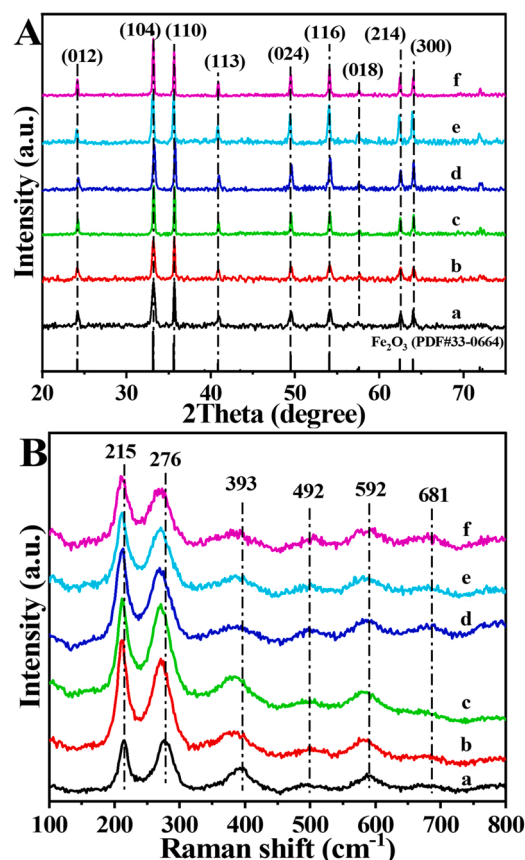 A
(012)
(104)
(110)
(113)
(024)
(116)
(018)
(214)
(300)
f
e
d
c
b
a
Fe₂O₃ (PDF#33-0664)
Intensity (a.u.)
20 30 40 50 60 70
2Theta (degree)
B
215
276
393
492
592
681
f
e
d
c
b
a
Intensity (a.u.)
100 200 300 400 500 600 700 800
Raman shift (cm⁻¹)